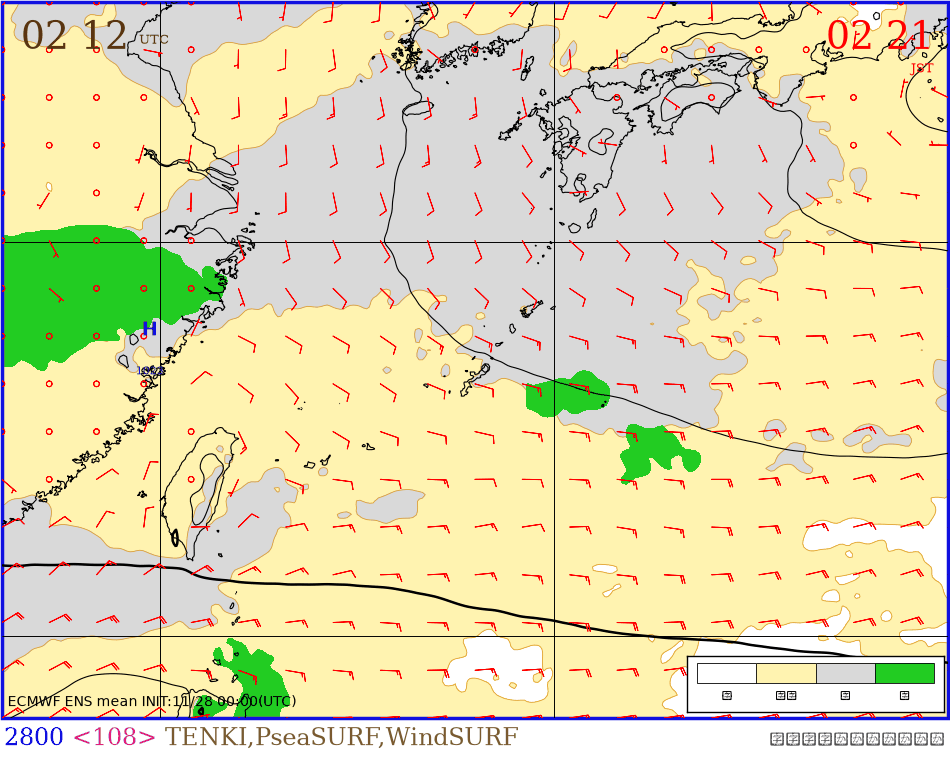 02 12 UTC
02 21
JST
H
ECMWF ENS mean INIT:11/28 00:00(UTC)
2800 <108> TENKI,PseaSURF,WindSURF